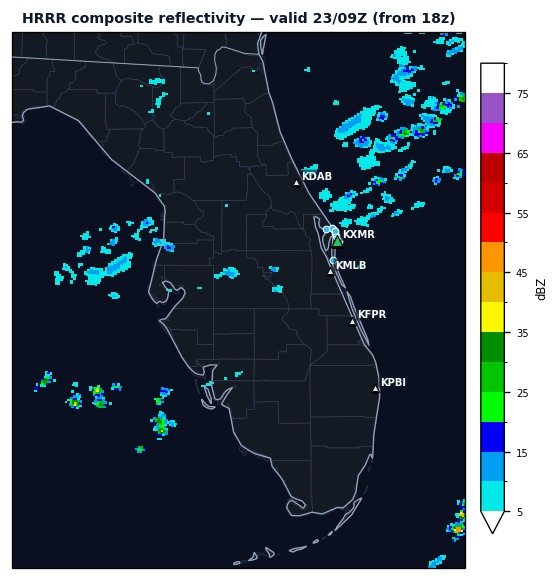 HRRR composite reflectivity — valid 23/09Z (from 18z)
KDAB
KXMR
KMLB
KFPR
KPBI
75
65
55
45
35
25
15
5
dBZ